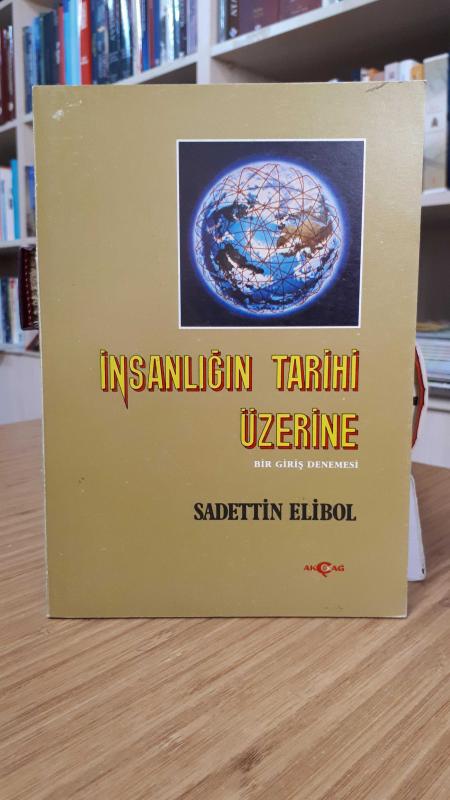 İNSANLIĞIN TARİHİ
ÜZERİNE
BİR GİRİŞ DENEMESİ
SADETTİN ELİBOL
AKÇAĞ